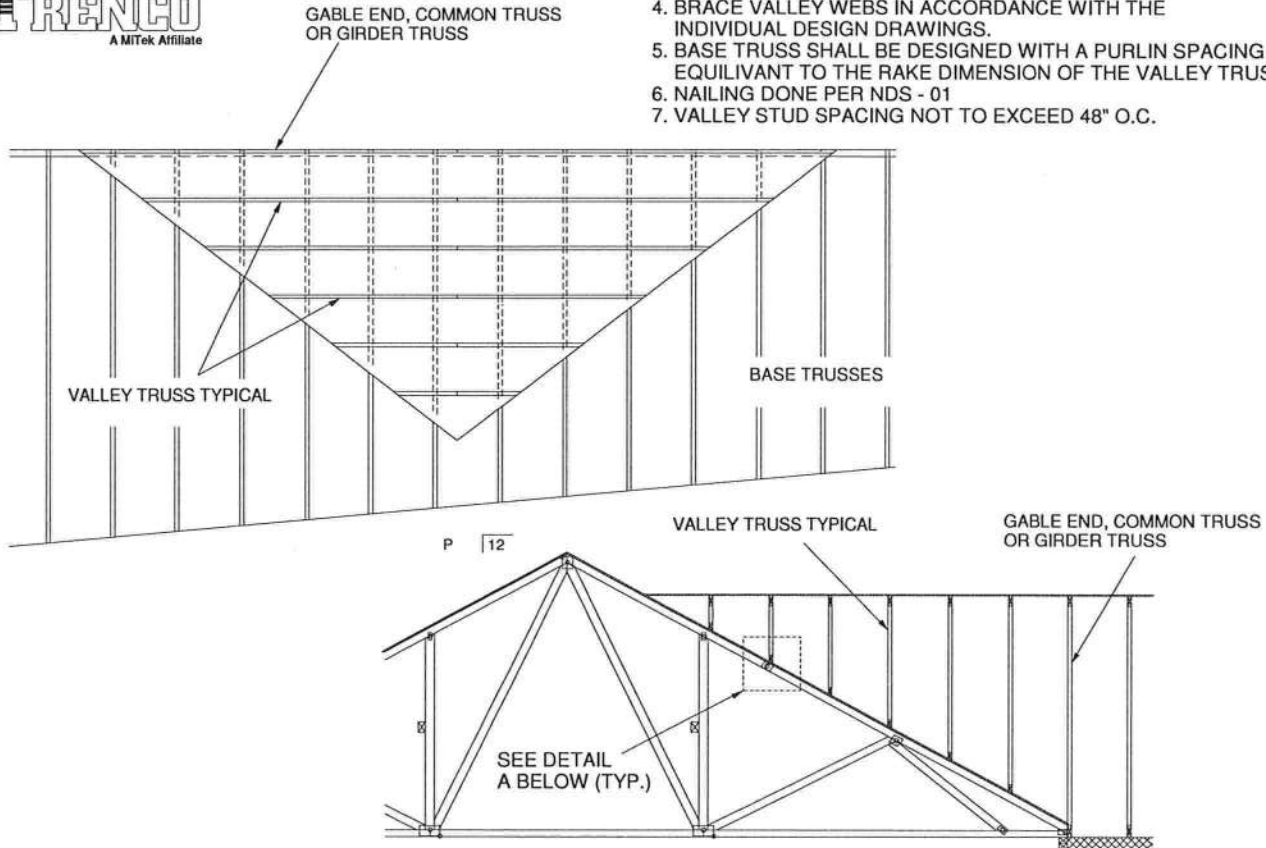 TRENCO
A MiTek Affiliate
GABLE END, COMMON TRUSS
OR GIRDER TRUSS
4. BRACE VALLEY WEBS IN ACCORDANCE WITH THE
INDIVIDUAL DESIGN DRAWINGS.
5. BASE TRUSS SHALL BE DESIGNED WITH A PURLIN SPACING
EQUILIVANT TO THE RAKE DIMENSION OF THE VALLEY TRUS
6. NAILING DONE PER NDS - 01
7. VALLEY STUD SPACING NOT TO EXCEED 48" O.C.
VALLEY TRUSS TYPICAL
BASE TRUSSES
P 12
VALLEY TRUSS TYPICAL
GABLE END, COMMON TRUSS
OR GIRDER TRUSS
SEE DETAIL
A BELOW (TYP.)